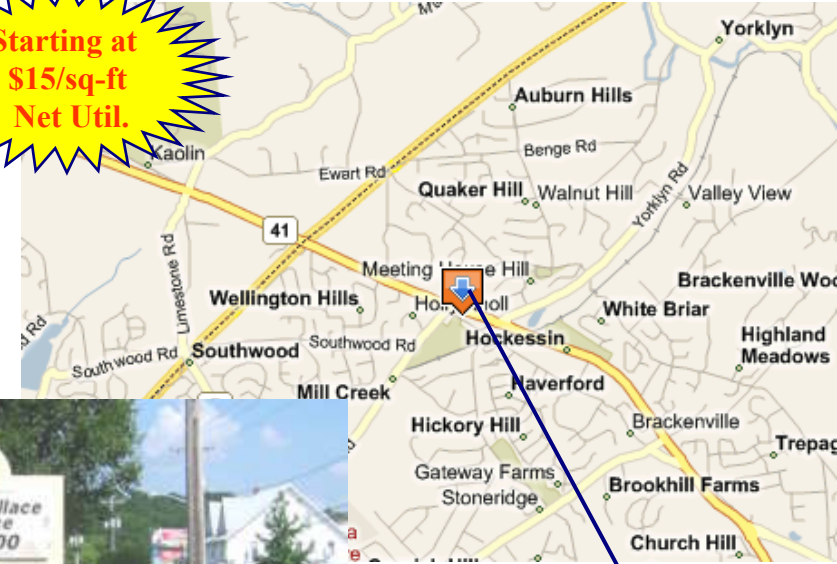 Starting at
$15/sq-ft
Net Util.
Yorklyn
Auburn Hills
Kaolin
Benge Rd
Ewart Rd
Quaker Hill
Walnut Hill
Yorklyn Rd
Valley View
41
Limestone Rd
Meeting House Hill
Brackenville
Wellington Hills
White Briar
Hockessin
Highland
Meadows
Southwood Rd
Southwood
Southwood Rd
Mill Creek
Haverford
Hickory Hill
Brackenville
Gateway Farms
Stoneridge
Brookhill Farms
Church Hill
Rd